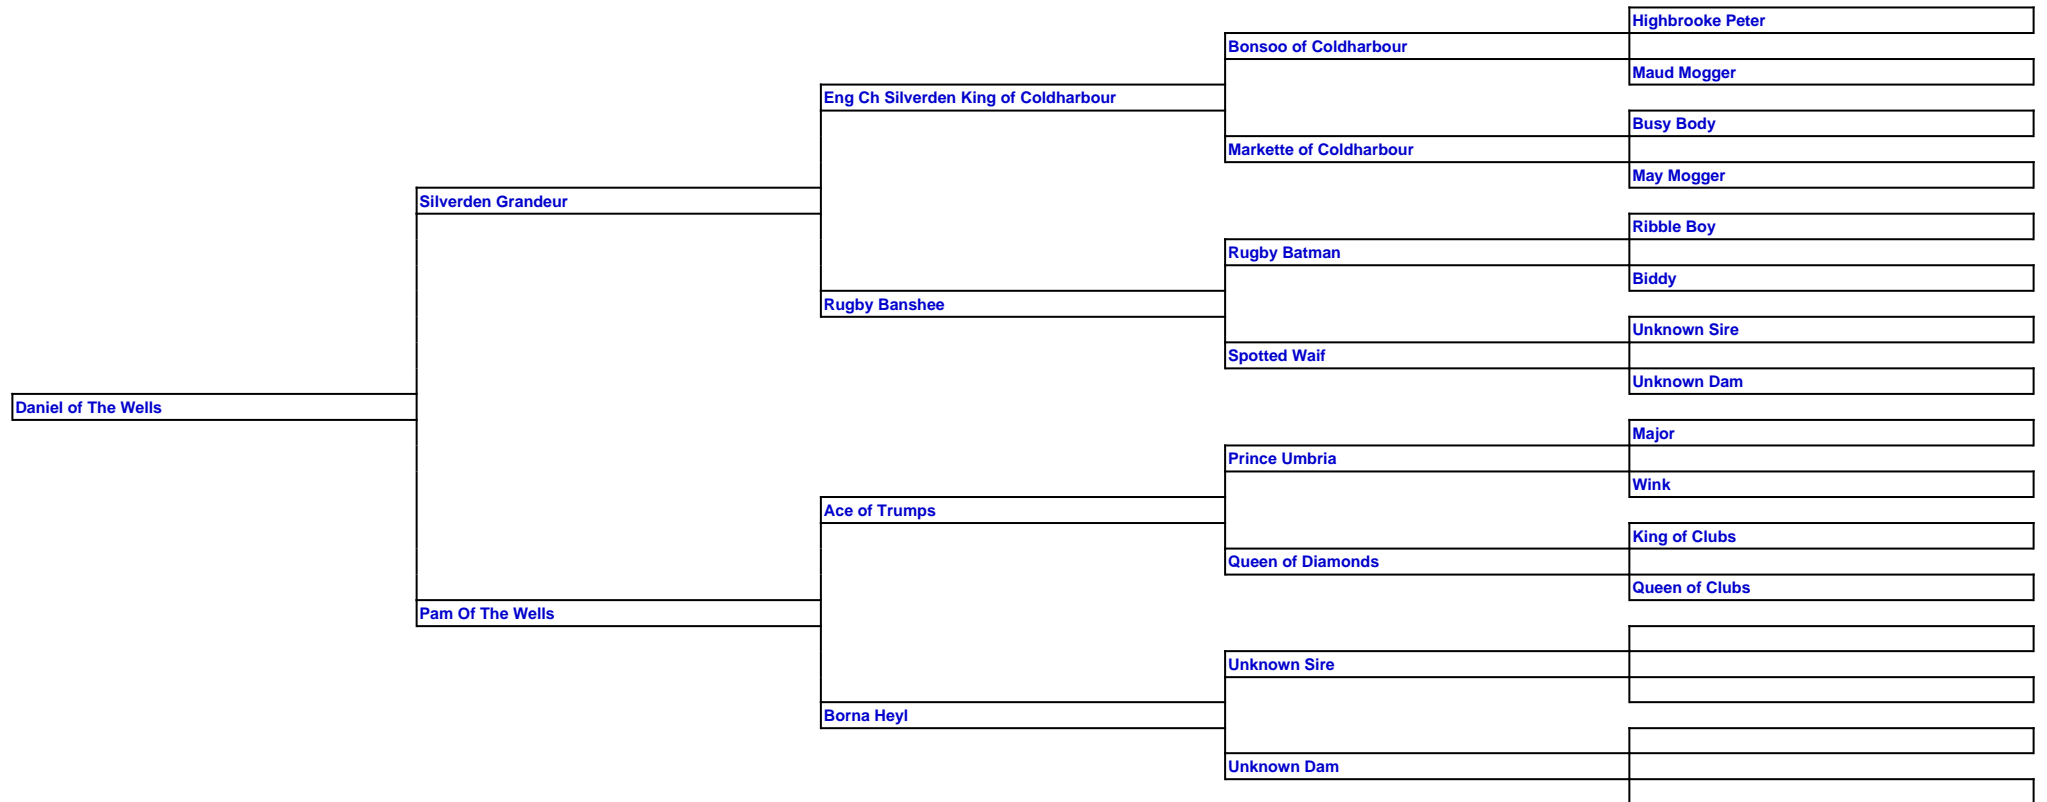 Highbrooke Peter
Bonsoo of Coldharbour
Maud Mogger
Eng Ch Silverden King of Coldharbour
Busy Body
Markette of Coldharbour
May Mogger
Silverden Grandeur
Ribble Boy
Rugby Batman
Biddy
Rugby Banshee
Unknown Sire
Spotted Waif
Unknown Dam
Daniel of The Wells
Major
Prince Umbria
Wink
Ace of Trumps
King of Clubs
Queen of Diamonds
Queen of Clubs
Pam Of The Wells
Unknown Sire
Borna Heyl
Unknown Dam